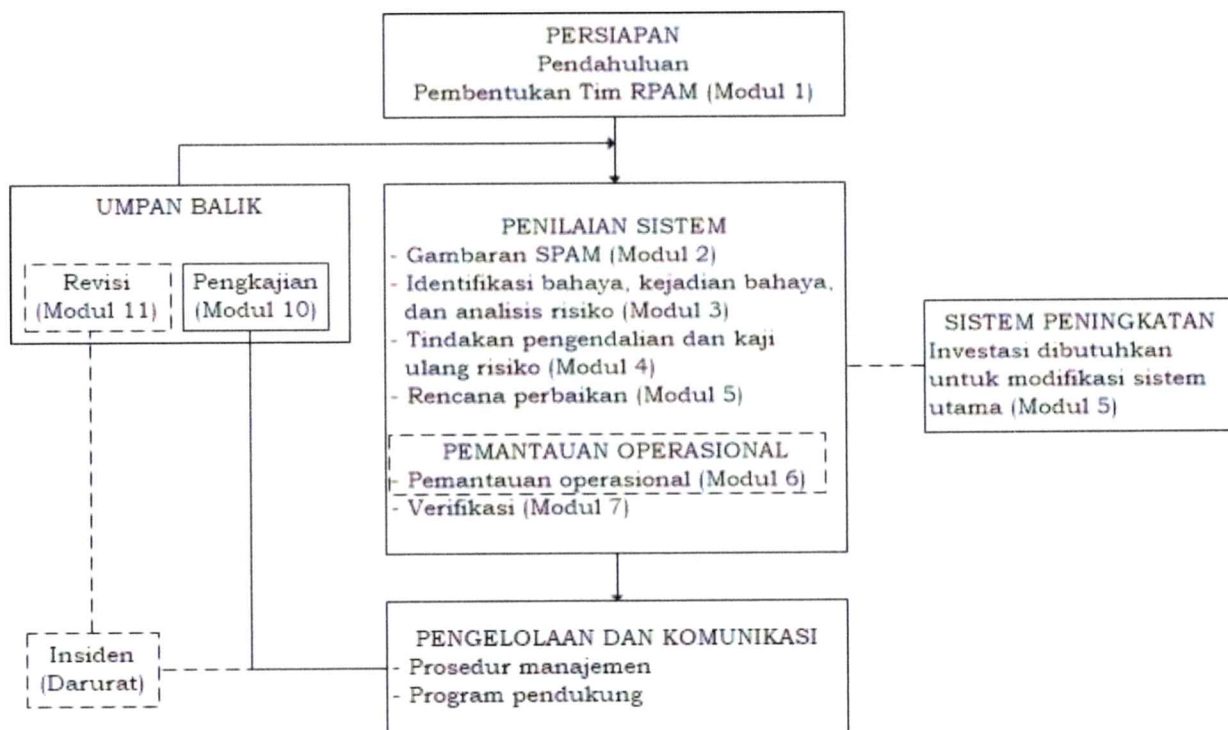 PERSIAPAN
Pendahuluan
Pembentukan Tim RPAM (Modul 1)
UMPAN BALIK
Revisi
(Modul 11)
Pengkajian
(Modul 10)
PENILAIAN SISTEM
- Gambaran SPAM (Modul 2)
- Identifikasi bahaya, kejadian bahaya,
dan analisis risiko (Modul 3)
- Tindakan pengendalian dan kaji
ulang risiko (Modul 4)
- Rencana perbaikan (Modul 5)
PEMANTAUAN OPERASIONAL
- Pemantauan operasional (Modul 6)
- Verifikasi (Modul 7)
SISTEM PENINGKATAN
Investasi dibutuhkan
untuk modifikasi sistem
utama (Modul 5)
Insiden
(Darurat)
PENGELOLAAN DAN KOMUNIKASI
- Prosedur manajemen
- Program pendukung